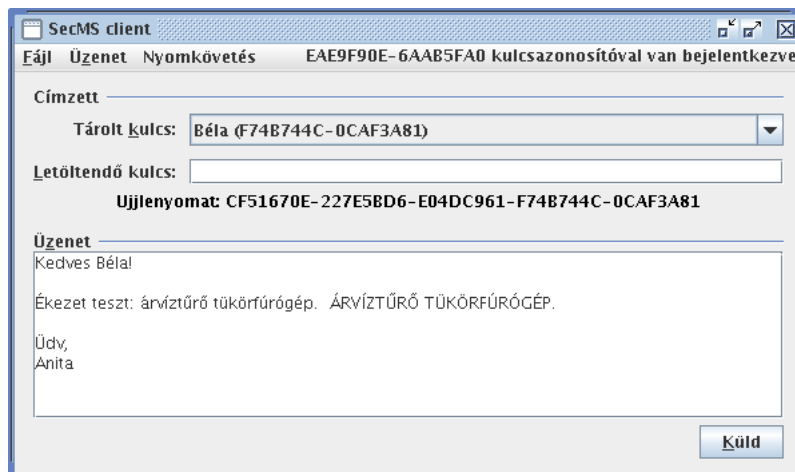 SecMS client
Fájl Üzenet Nyomkövetés EAE9F90E-6AAB5FA0 kulcsazonosítóval van bejelentkezve
Címzett
Tárolt kulcs: Béla (F74B744C-0CAF3A81)
Letöltendő kulcs:
Ujjlenyomat: CF51670E-227E5BD6-E04DC961-F74B744C-0CAF3A81
Üzenet
Kedves Béla!
Ékezet teszt: árvíztűrő tükörfúrógép. ÁRVÍZTŰRŐ TÜKÖRFÚRÓGÉP.
Üdv,
Anita
Küld